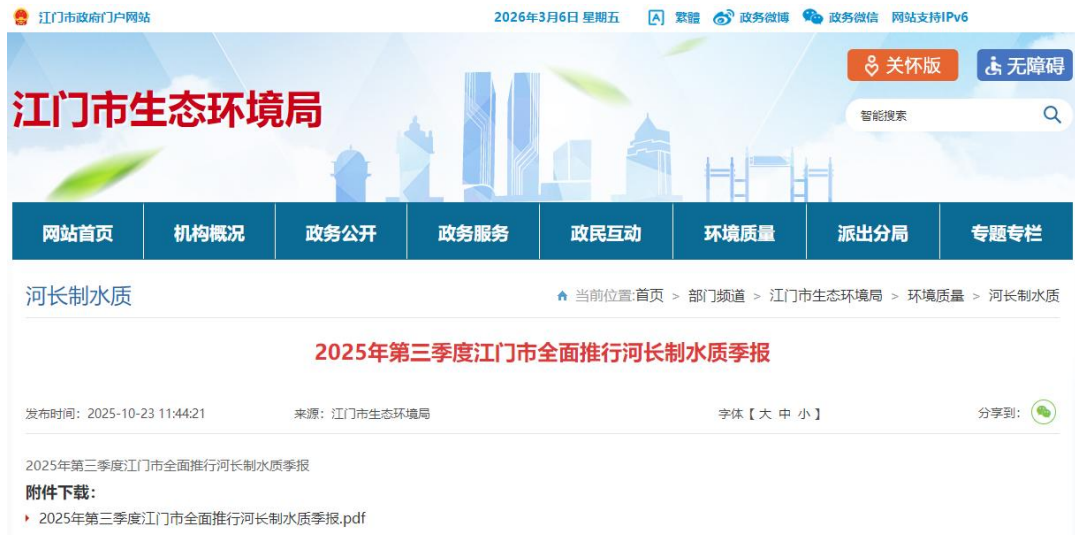 江门市政府门户网站 2026年3月6日 星期五 繁體 政务微博 政务微信 网站支持IPv6
关怀版 无障碍
江门市生态环境局
智能搜索
网站首页 机构概况 政务公开 政务服务 政民互动 环境质量 派出分局 专题专栏
河长制水质 当前位置:首页 > 部门频道 > 江门市生态环境局 > 环境质量 > 河长制水质
2025年第三季度江门市全面推行河长制水质季报
发布时间：2025-10-23 11:44:21 来源：江门市生态环境局 字体【 大 中 小 】 分享到：
2025年第三季度江门市全面推行河长制水质季报
附件下载：
2025年第三季度江门市全面推行河长制水质季报.pdf